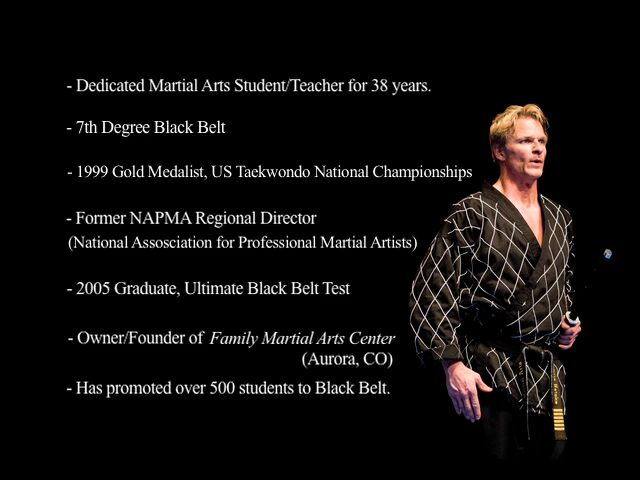 - Dedicated Martial Arts Student/Teacher for 38 years.
- 7th Degree Black Belt
- 1999 Gold Medalist, US Taekwondo National Championships
- Former NAPMA Regional Director
(National Assosciation for Professional Martial Artists)
- 2005 Graduate, Ultimate Black Belt Test
- Owner/Founder of Family Martial Arts Center
(Aurora, CO)
- Has promoted over 500 students to Black Belt.